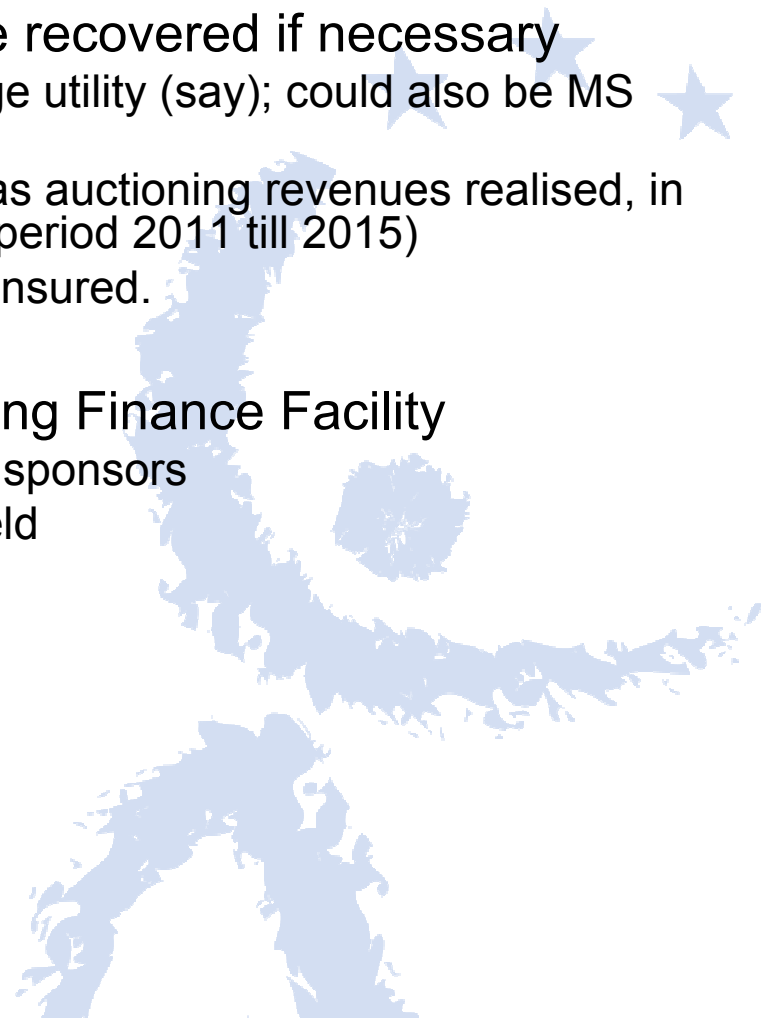 e recovered if necessary
ge utility (say); could also be MS
as auctioning revenues realised, in
period 2011 till 2015)
nsured.
ng Finance Facility
sponsors
eld